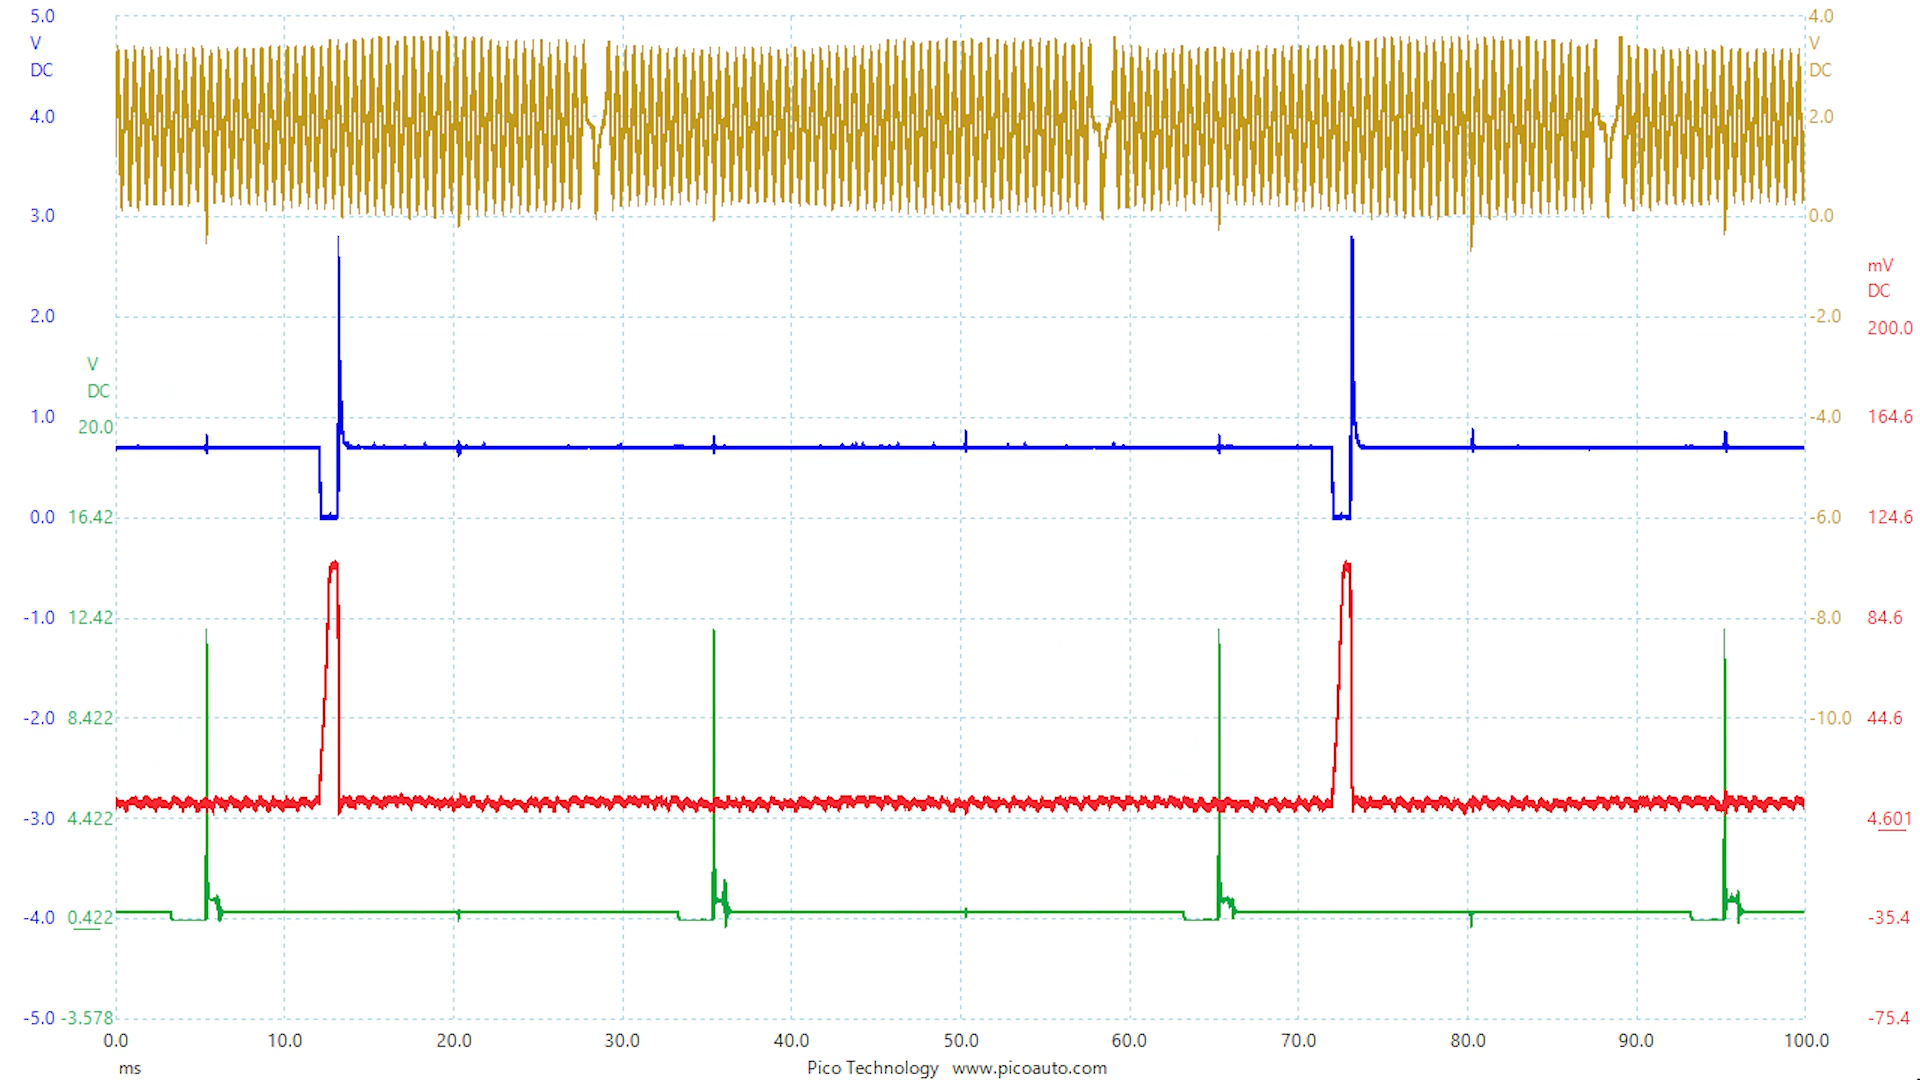 5.0 4.0
V V
DC DC
4.0 2.0
3.0 0.0
mV
DC
2.0 -2.0 200.0
V
DC
1.0 20.0 -4.0 164.6
0.0 16.42 -6.0 124.6
-1.0 12.42 -8.0 84.6
-2.0 8.422 -10.0 44.6
-3.0 4.422 4.601
-4.0 0.422 -35.4
-5.0 -3.578 -75.4
0.0 10.0 20.0 30.0 40.0 50.0 60.0 70.0 80.0 90.0 100.0
ms Pico Technology www.picoauto.com